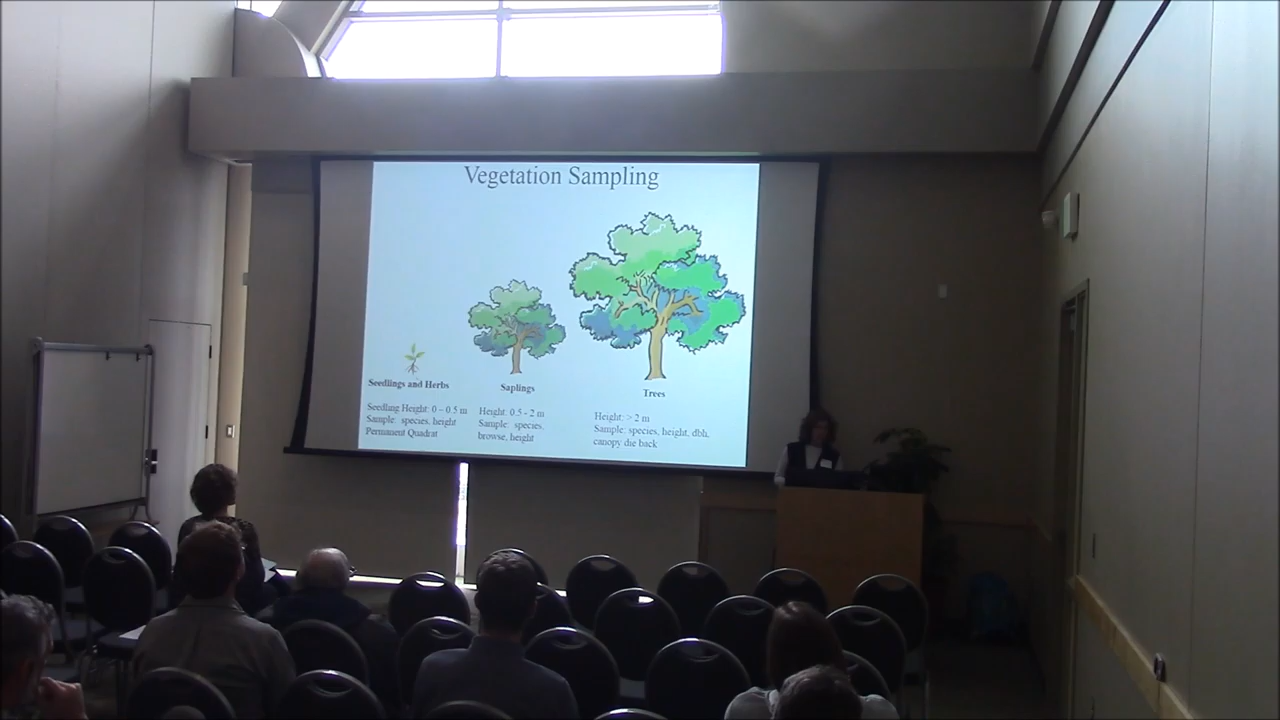 Vegetation Sampling
Seedlings and Herbs
Seedling Height: 0 – 0.5 m
Sample: species, height
Permanent Quadrat
Saplings
Height: 0.5 - 2 m
Sample: species,
browse, height
Trees
Height: > 2 m
Sample: species, height, dbh,
canopy die back